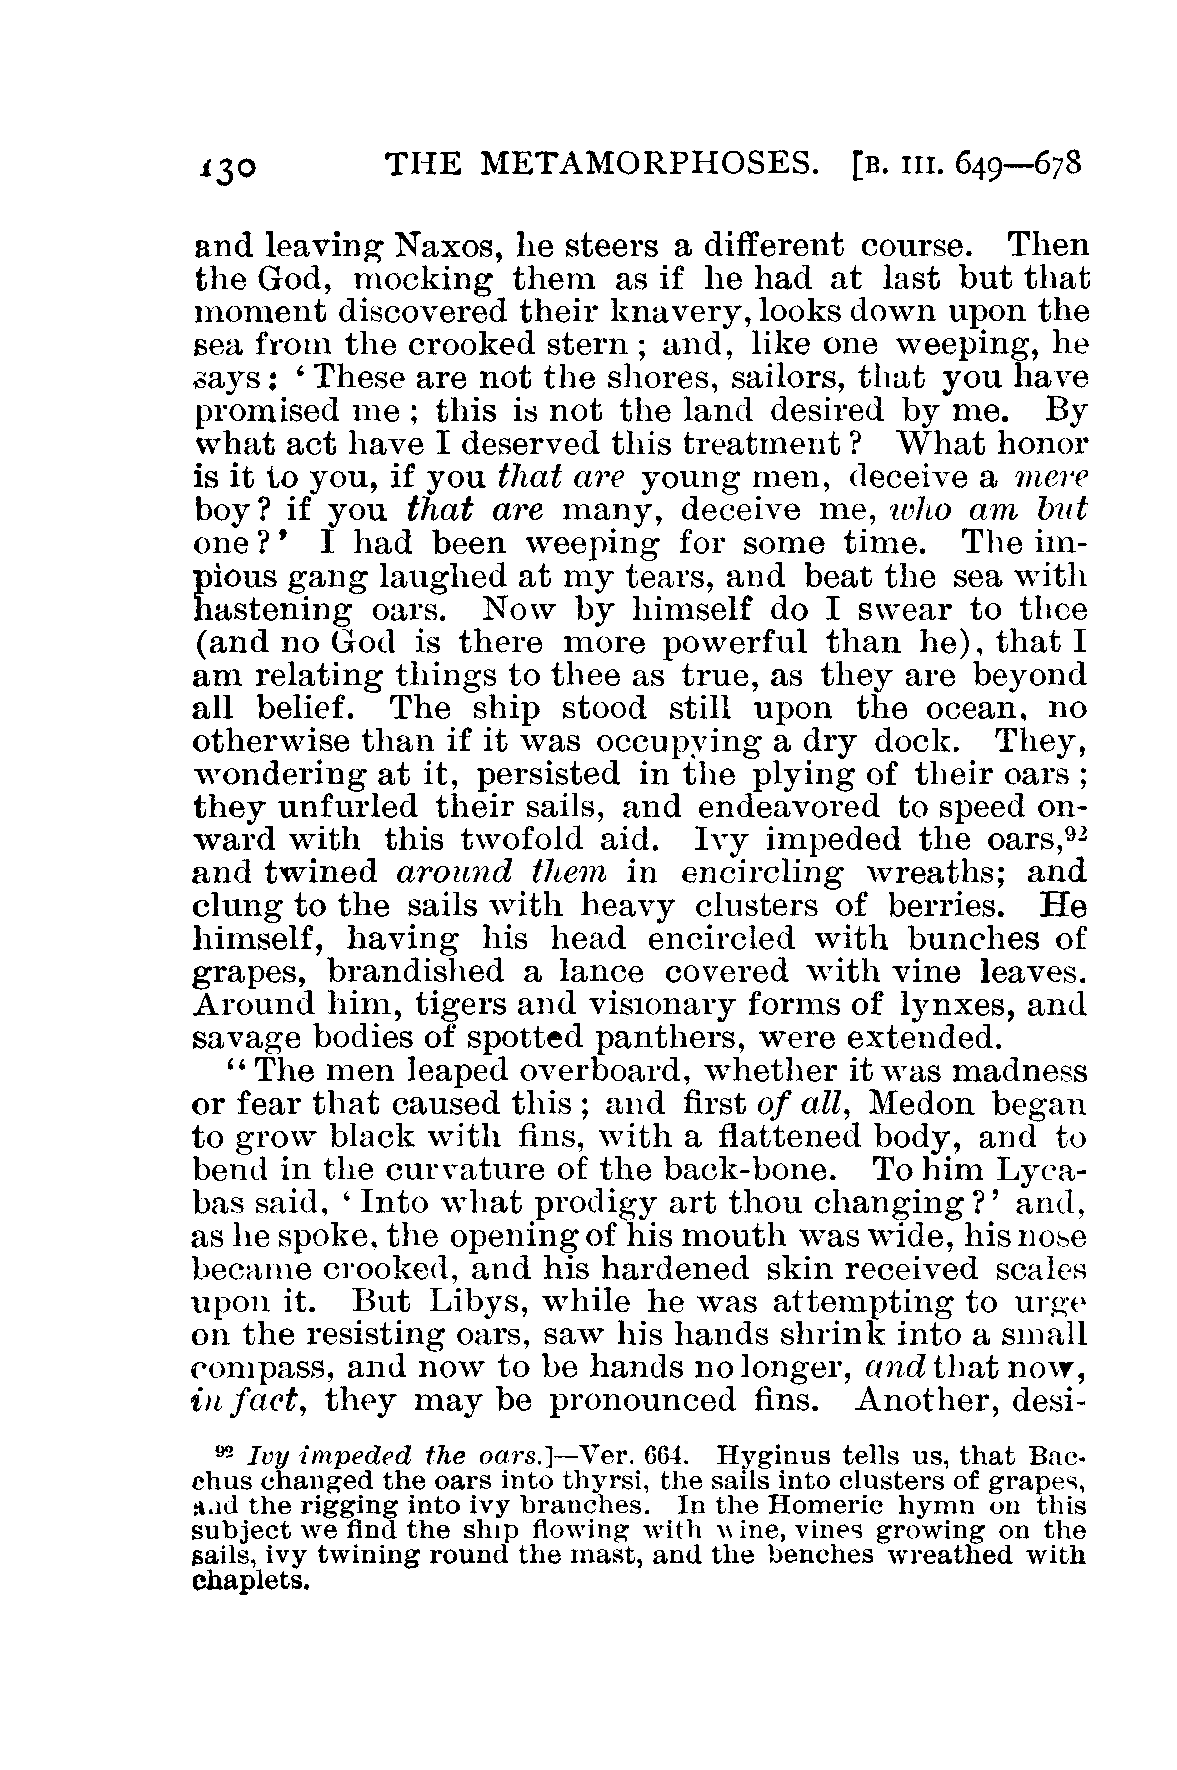 130 THE METAMORPHOSES. [B. III. 649—678
and leaving Naxos, he steers a different course. Then
the God, mocking them as if he had at last but that
moment discovered their knavery, looks down upon the
sea from the crooked stern; and, like one weeping, he
says: ‘These are not the shores, sailors, that you have
promised me; this is not the land desired by me. By
what act have I deserved this treatment? What honor
is it to you, if you that are young men, deceive a mere
boy? if you that are many, deceive me, who am but
one?’ I had been weeping for some time. The im-
pious gang laughed at my tears, and beat the sea with
hastening oars. Now by himself do I swear to thee
(and no God is there more powerful than he), that I
am relating things to thee as true, as they are beyond
all belief. The ship stood still upon the ocean, no
otherwise than if it was occupying a dry dock. They,
wondering at it, persisted in the plying of their oars;
they unfurled their sails, and endeavored to speed on-
ward with this twofold aid. Ivy impeded the oars,⁹²
and twined around them in encircling wreaths; and
clung to the sails with heavy clusters of berries. He
himself, having his head encircled with bunches of
grapes, brandished a lance covered with vine leaves.
Around him, tigers and visionary forms of lynxes, and
savage bodies of spotted panthers, were extended.
“The men leaped overboard, whether it was madness
or fear that caused this; and first of all, Medon began
to grow black with fins, with a flattened body, and to
bend in the curvature of the back-bone. To him Lyca-
bas said, ‘Into what prodigy art thou changing?’ and,
as he spoke, the opening of his mouth was wide, his nose
became crooked, and his hardened skin received scales
upon it. But Libys, while he was attempting to urge
on the resisting oars, saw his hands shrink into a small
compass, and now to be hands no longer, and that now,
in fact, they may be pronounced fins. Another, desi-
⁹² Ivy impeded the oars.]—Ver. 664. Hyginus tells us, that Bac-
chus changed the oars into thyrsi, the sails into clusters of grapes,
and the rigging into ivy branches. In the Homeric hymn on this
subject we find the ship flowing with wine, vines growing on the
sails, ivy twining round the mast, and the benches wreathed with
chaplets.